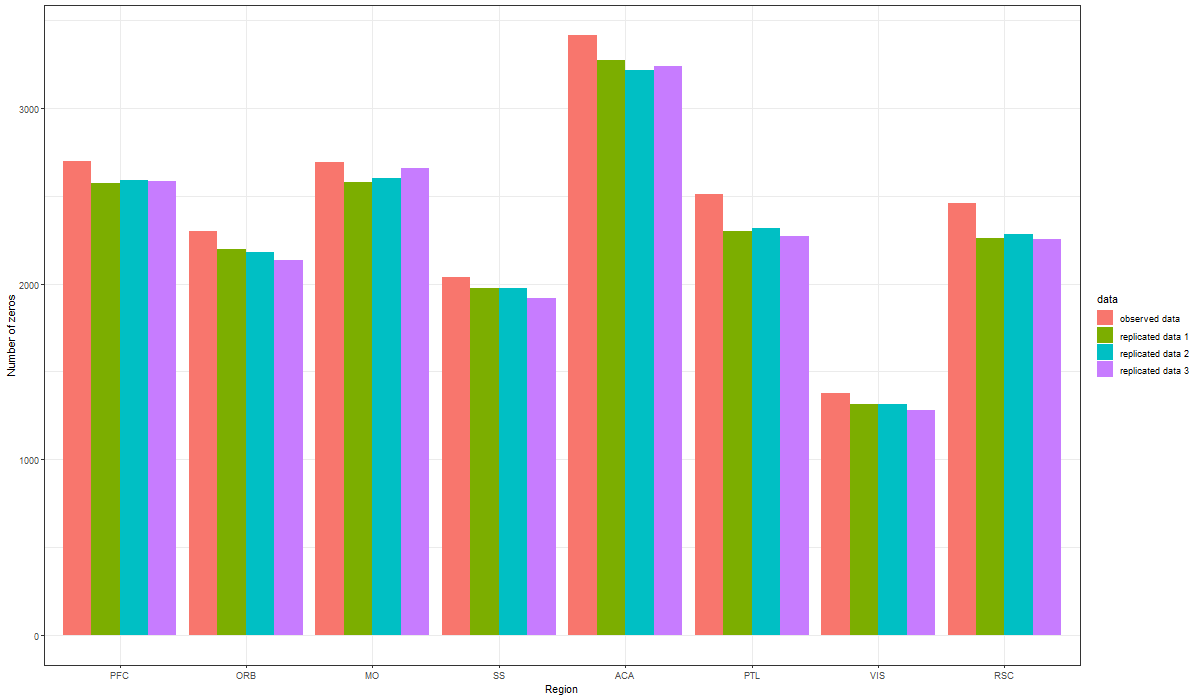 Number of zeros
3000
2000
1000
0
PFC ORB MO SS ACA PTL VIS RSC
Region
data
observed data
replicated data 1
replicated data 2
replicated data 3